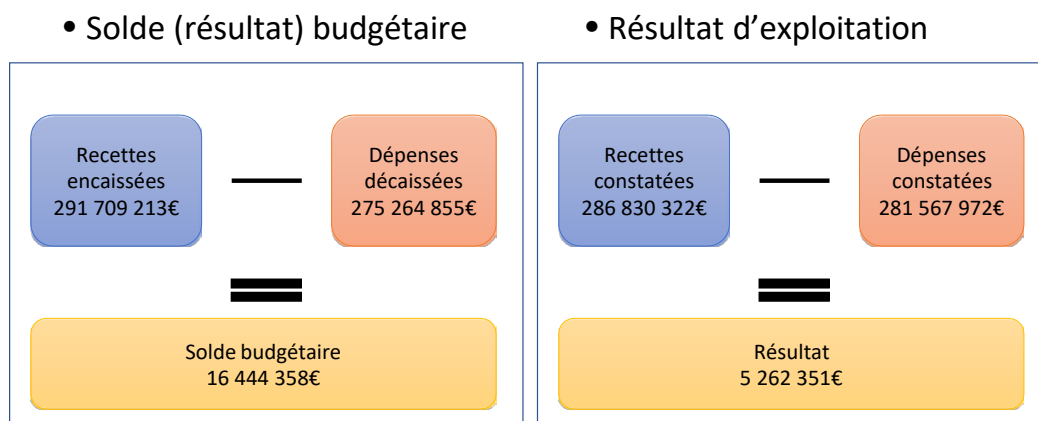 • Solde (résultat) budgétaire
Recettes
encaissées
291 709 213€
Dépenses
décaissées
275 264 855€
Solde budgétaire
16 444 358€
• Résultat d’exploitation
Recettes
constatées
286 830 322€
Dépenses
constatées
281 567 972€
Résultat
5 262 351€